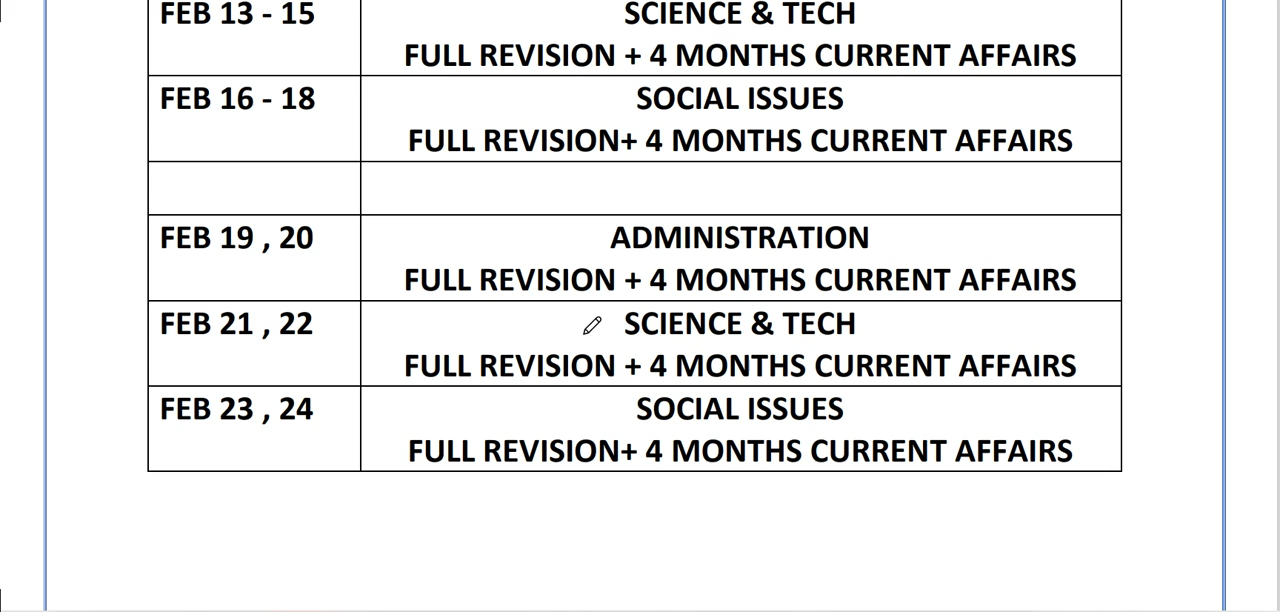 FEB 13 - 15 SCIENCE & TECH
FULL REVISION + 4 MONTHS CURRENT AFFAIRS
FEB 16 - 18 SOCIAL ISSUES
FULL REVISION+ 4 MONTHS CURRENT AFFAIRS
FEB 19 , 20 ADMINISTRATION
FULL REVISION + 4 MONTHS CURRENT AFFAIRS
FEB 21 , 22 SCIENCE & TECH
FULL REVISION + 4 MONTHS CURRENT AFFAIRS
FEB 23 , 24 SOCIAL ISSUES
FULL REVISION+ 4 MONTHS CURRENT AFFAIRS